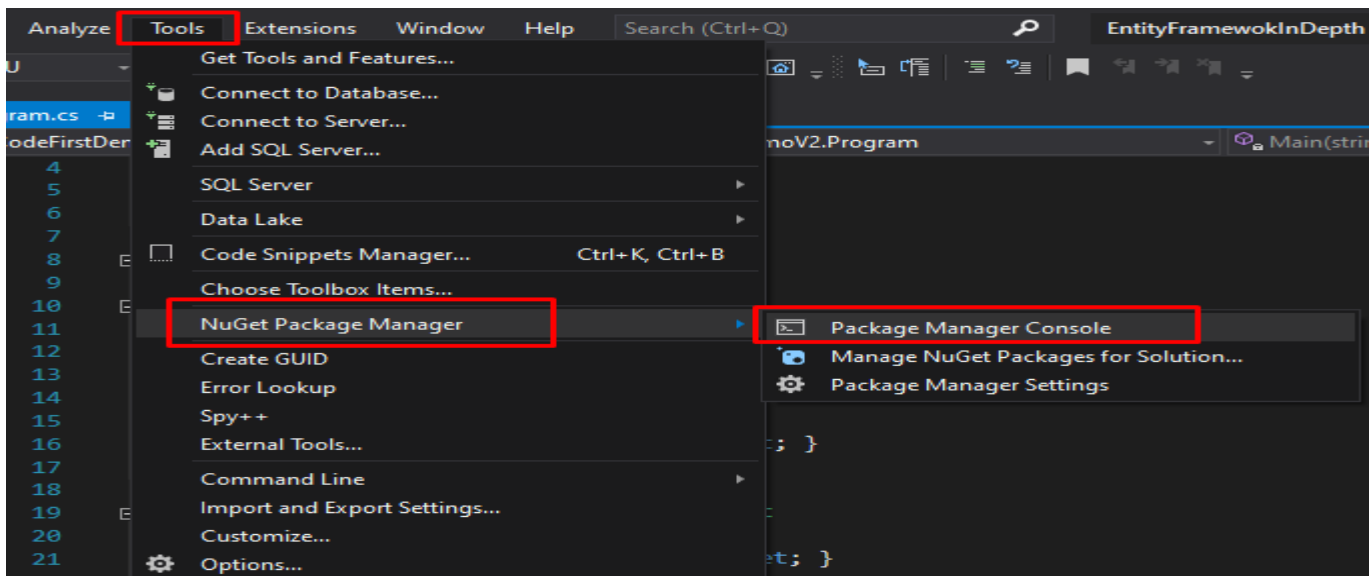 Analyze Tools Extensions Window Help Search (Ctrl+Q) EntityFramewokInDepth
U
Get Tools and Features...
Connect to Database...
ram.cs
Connect to Server...
odeFirstDer
noV2.Program
Main(strin
Add SQL Server...
4
5
SQL Server
6
Data Lake
7
8
Code Snippets Manager... Ctrl+K, Ctrl+B
9
Choose Toolbox Items...
10
11
NuGet Package Manager
Package Manager Console
12
Create GUID
Manage NuGet Packages for Solution...
13
Error Lookup
Package Manager Settings
14
15
Spy++
16
External Tools...
; }
17
Command Line
18
19
Import and Export Settings...
20
Customize...
21
Options...
et; }